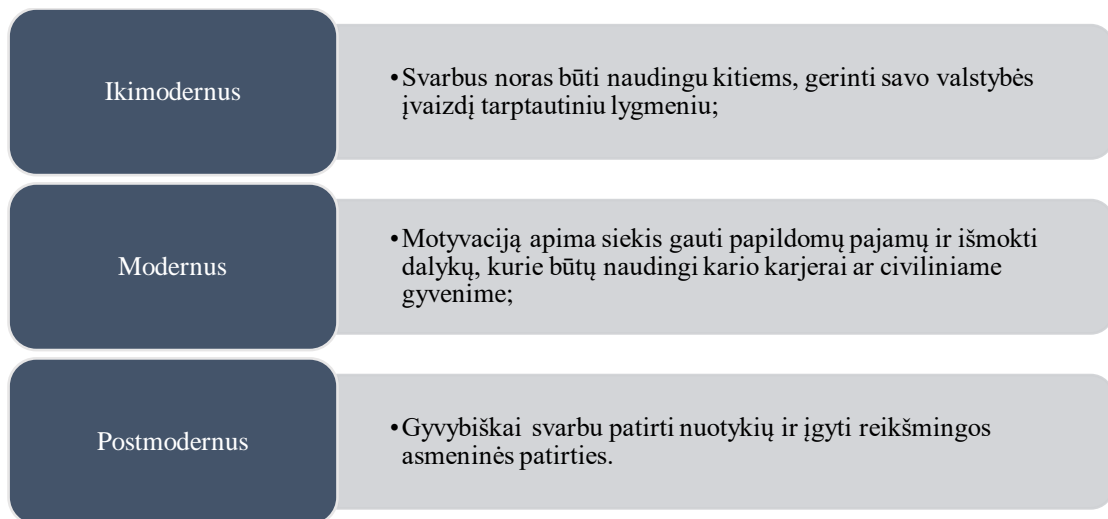 Ikimodernus
•Svarbus noras būti naudingu kitiems, gerinti savo valstybės
įvaizdį tarptautiniu lygmeniu;
Modernus
•Motyvaciją apima siekis gauti papildomų pajamų ir išmokti
dalykų, kurie būtų naudingi kario karjerai ar civiliniame
gyvenime;
Postmodernus
•Gyvybiškai svarbu patirti nuotykių ir įgyti reikšmingos
asmeninės patirties.